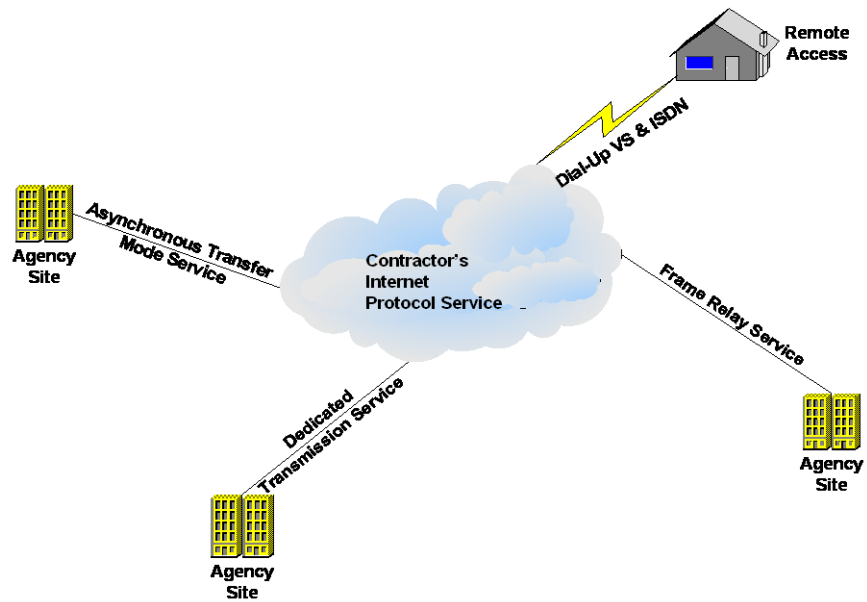 Remote
Access
Dial-Up VS & ISDN
Asynchronous Transfer
Mode Service
Agency
Site
Contractor's
Internet
Protocol Service
Frame Relay Service
Dedicated
Transmission Service
Agency
Site
Agency
Site